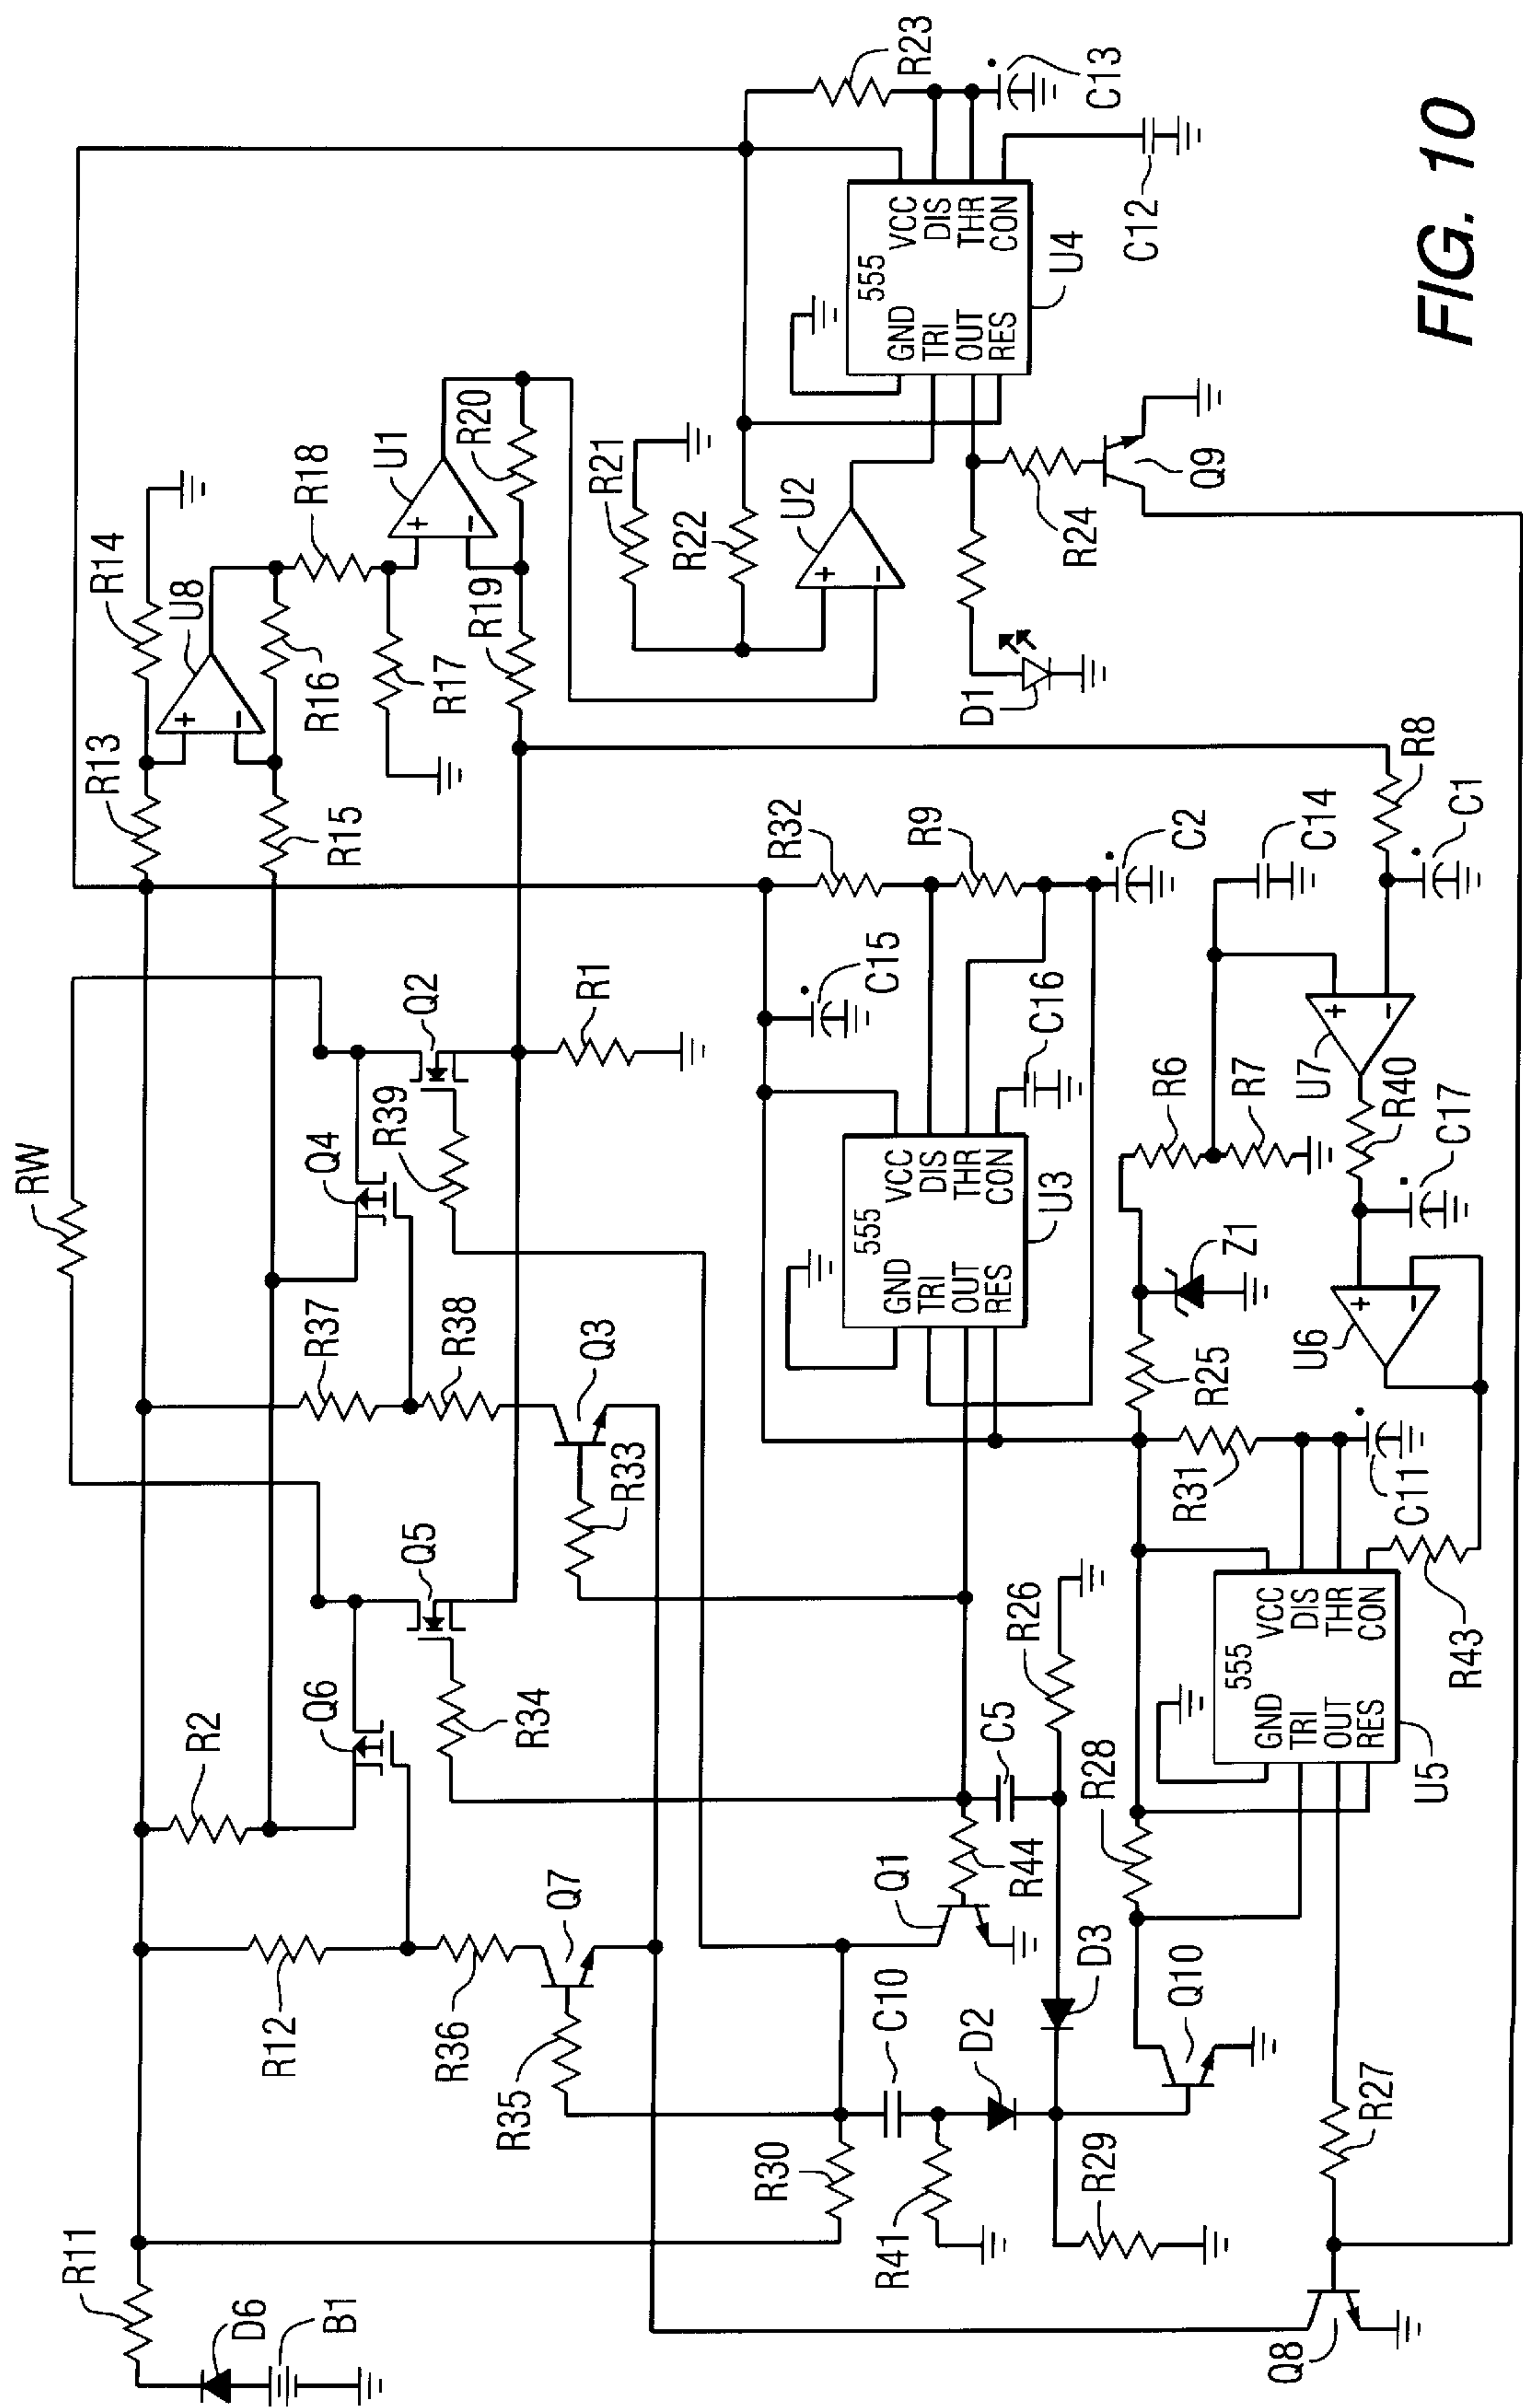 R11
D6
B1
R12
R36
R35
Q7
R2
Q6
R34
Q5
RW
R37
R38
Q3
R33
Q4
R39
Q2
R1
R13
R14
U8
+
-
R15
R16
R18
R17
U1
+
-
R19
R20
R21
R22
U2
+
-
555
GND VCC
TRI DIS
OUT THR
RES CON
U4
R23
C13
C12
D1
R24
Q9
R32
R9
C2
C15
555
GND VCC
TRI DIS
OUT THR
RES CON
U3
C16
R30
C10
R41
D2
R29
D3
Q1
R44
C5
R26
Q10
R28
555
GND VCC
TRI DIS
OUT THR
RES CON
U5
R27
Q8
R31
C11
R43
R25
Z1
R6
R7
C14
R8
C1
U7
+
-
R40
C17
U6
+
-
FIG. 10